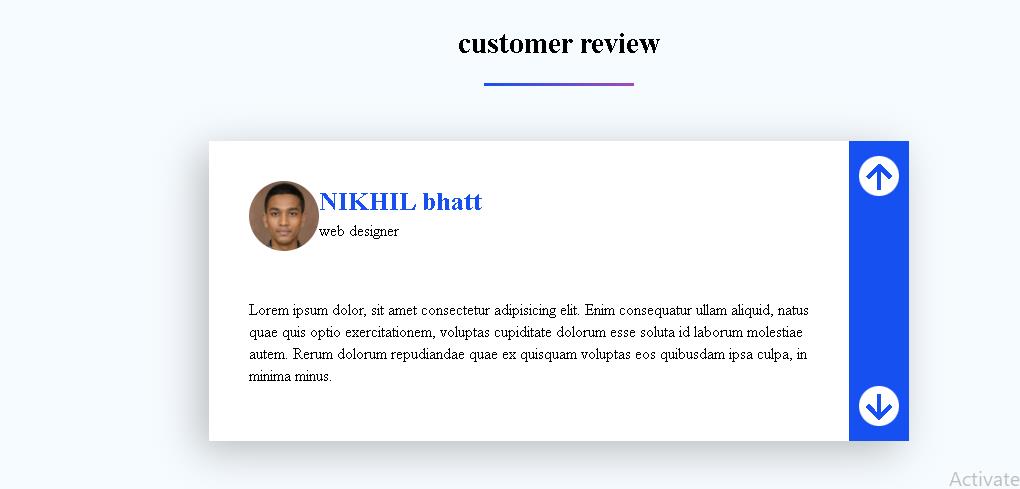 customer review
NIKHIL bhatt
web designer
Lorem ipsum dolor, sit amet consectetur adipisicing elit. Enim consequatur ullam aliquid, natus
quae quis optio exercitationem, voluptas cupiditate dolorum esse soluta id laborum molestiae
autem. Rerum dolorum repudiandae quae ex quisquam voluptas eos quibusdam ipsa culpa, in
minima minus.
Activate